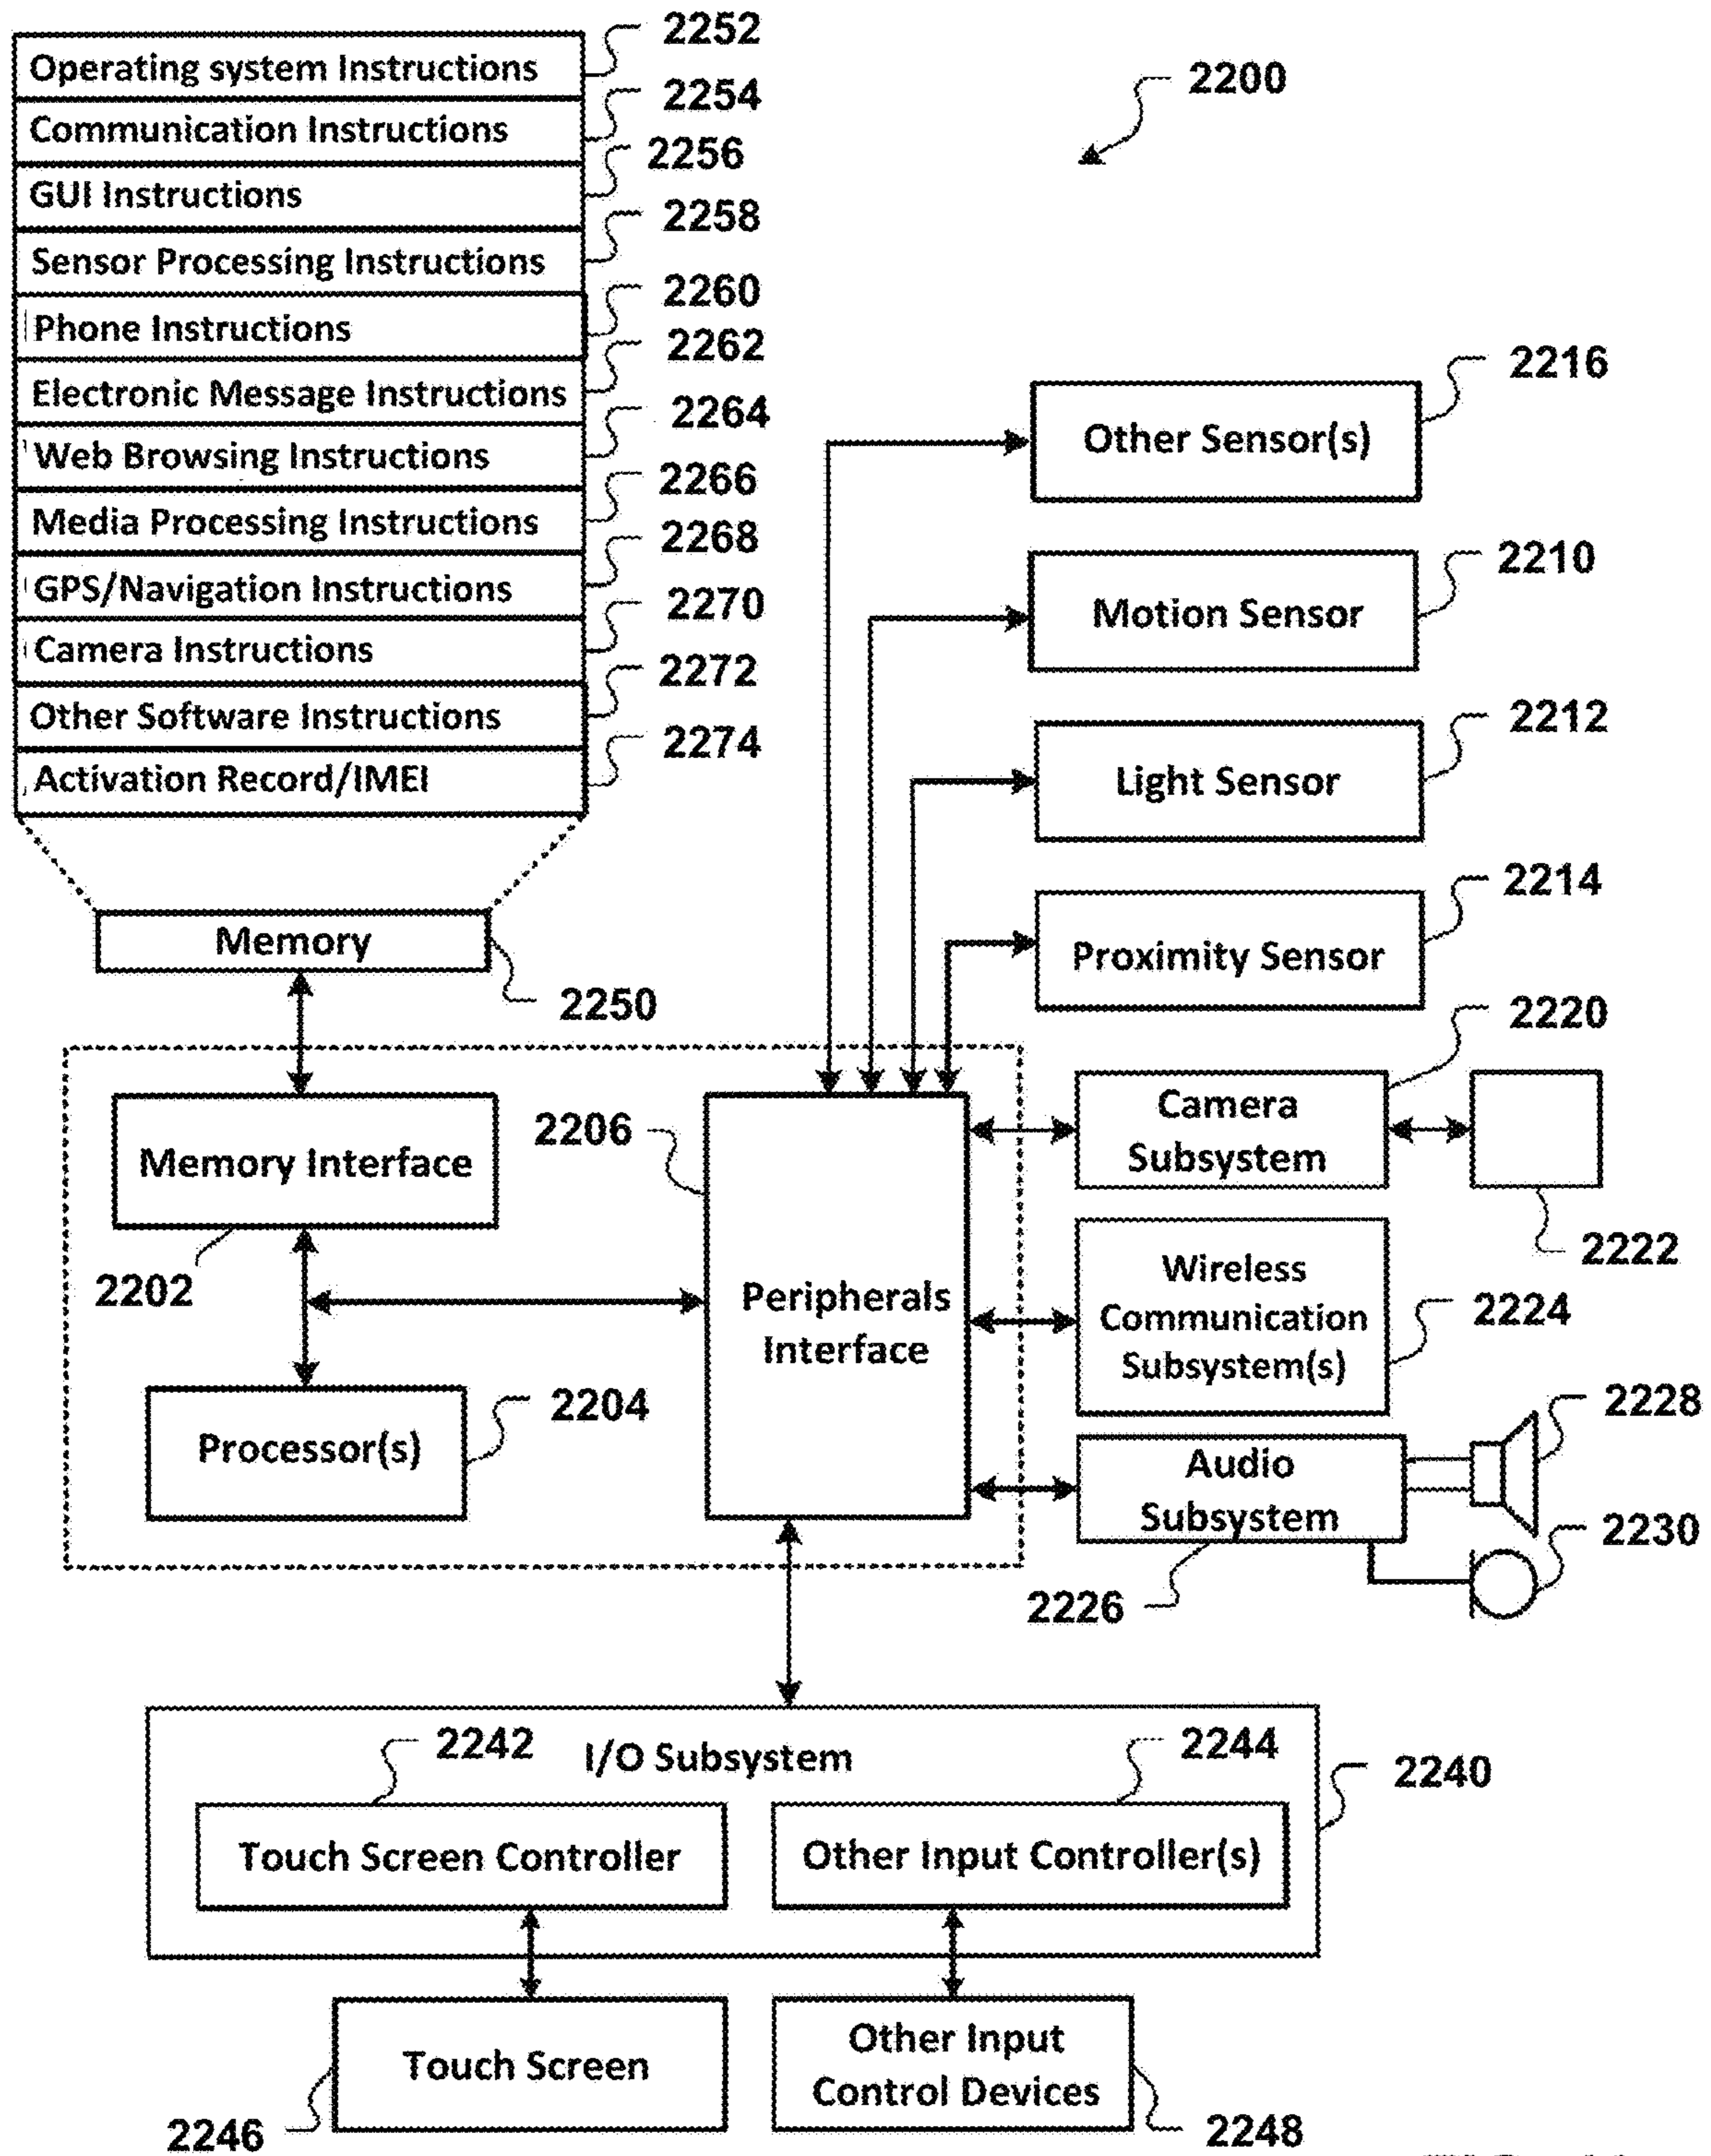 2252
Operating system Instructions
2200
2254
Communication Instructions
2256
GUI Instructions
2258
Sensor Processing Instructions
2260
Phone Instructions
2262
Electronic Message Instructions
2264
Web Browsing Instructions
2266
Media Processing Instructions
2268
GPS/Navigation Instructions
2270
Camera Instructions
2272
Other Software Instructions
2274
Activation Record/IMEI
Memory
2250
2216
Other Sensor(s)
2210
Motion Sensor
2212
Light Sensor
2214
Proximity Sensor
2220
Camera
Subsystem
2222
2206
Memory Interface
2202
Peripherals
Interface
Wireless
Communication
Subsystem(s)
2224
2204
Processor(s)
2228
Audio
Subsystem
2230
2226
2242
I/O Subsystem
2244
2240
Touch Screen Controller
Other Input Controller(s)
Touch Screen
Other Input
Control Devices
2246
2248